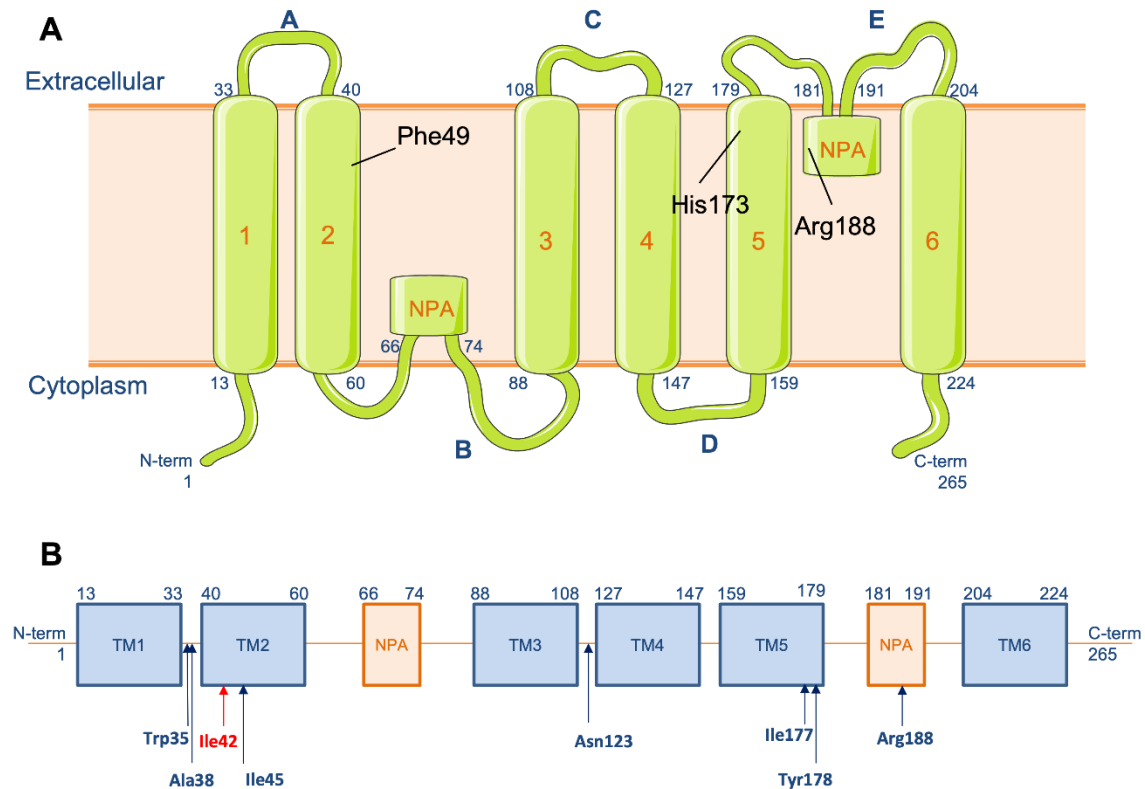 A
A
C
E
Extracellular
33
40
108
127
179
181
191
204
Phe49
NPA
His173
Arg188
1
2
3
4
5
6
NPA
66
74
Cytoplasm
13
60
88
147
159
224
B
D
N-term
1
C-term
265
B
13
33
40
60
66
74
88
108
127
147
159
179
181
191
204
224
N-term
1
TM1
TM2
NPA
TM3
TM4
TM5
NPA
TM6
C-term
265
Trp35
Ile42
Asn123
Ile177
Arg188
Ala38
Ile45
Tyr178